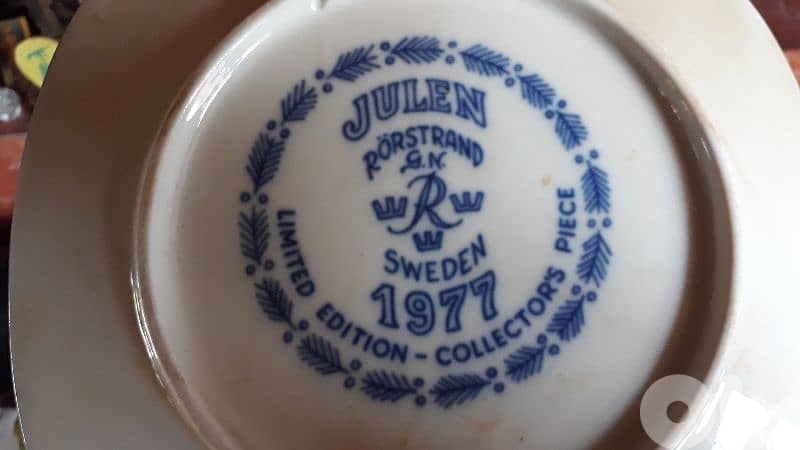 JULEN
RÖRSTRAND
G.N.
R
SWEDEN
1977
LIMITED EDITION - COLLECTOR'S PIECE